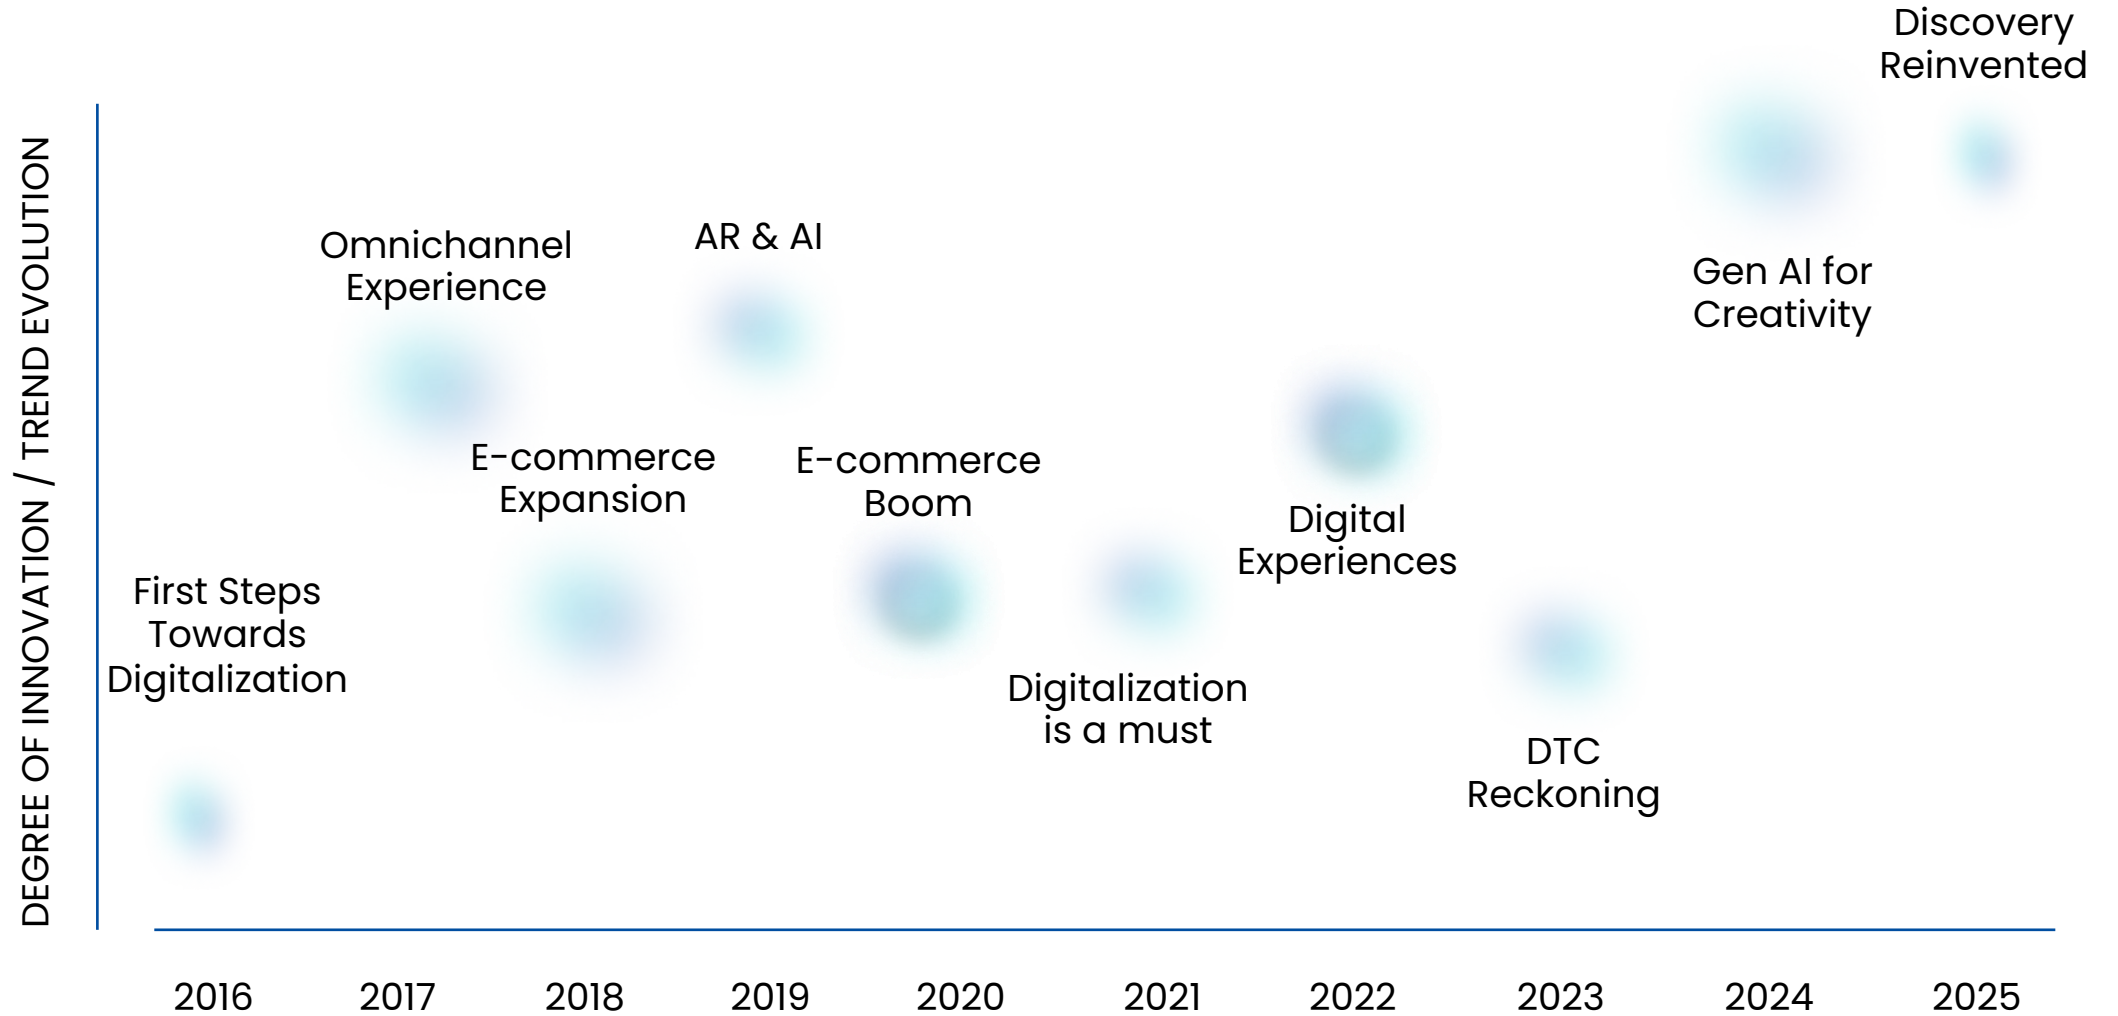 Discovery
Reinvented
DEGREE OF INNOVATION / TREND EVOLUTION
Omnichannel
Experience
AR & AI
Gen AI for
Creativity
E-commerce
Expansion
E-commerce
Boom
Digital
Experiences
First Steps
Towards
Digitalization
Digitalization
is a must
DTC
Reckoning
2016 2017 2018 2019 2020 2021 2022 2023 2024 2025